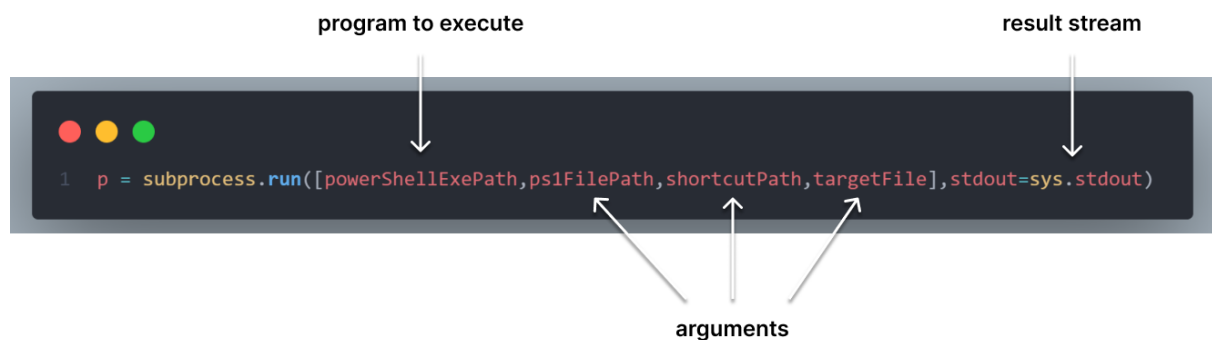 program to execute
result stream
1 p = subprocess.run([powerShellExePath,ps1FilePath,shortcutPath,targetFile],stdout=sys.stdout)
arguments